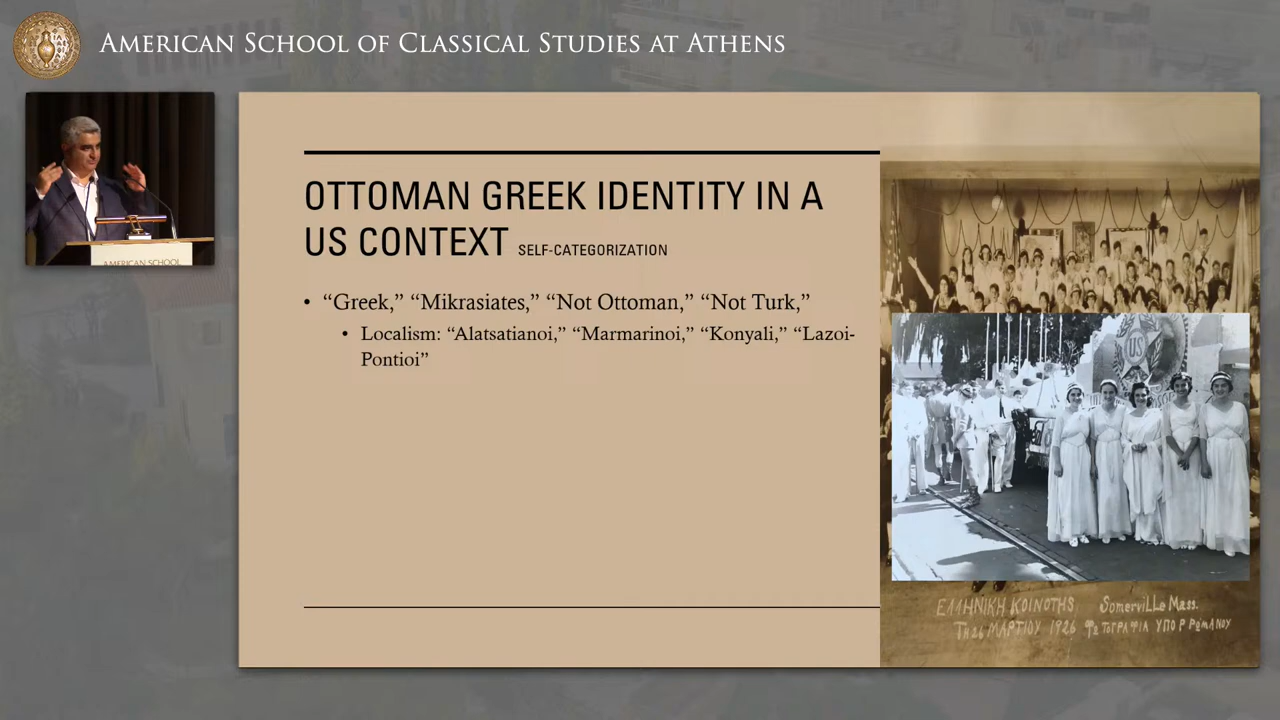 AMERICAN SCHOOL OF CLASSICAL STUDIES AT ATHENS
AMERICAN SCHOOL
OTTOMAN GREEK IDENTITY IN A
US CONTEXT SELF-CATEGORIZATION
• “Greek,” “Mikrasiates,” “Not Ottoman,” “Not Turk,”
• Localism: “Alatsatianoi,” “Marmarinoi,” “Konyali,” “Lazoi-
Pontioi”
US
ΕΛΛΗΝΙΚΗ ΚΟΙΝΟΤΗΣ Somerville Mass.
ΤΗ 26 ΜΑΡΤΙΟΥ 1926 ΦΩΤΟΓΡΑΦΙΑ ΥΠΟ Ρ ΡΩΜΑΝΟΥ